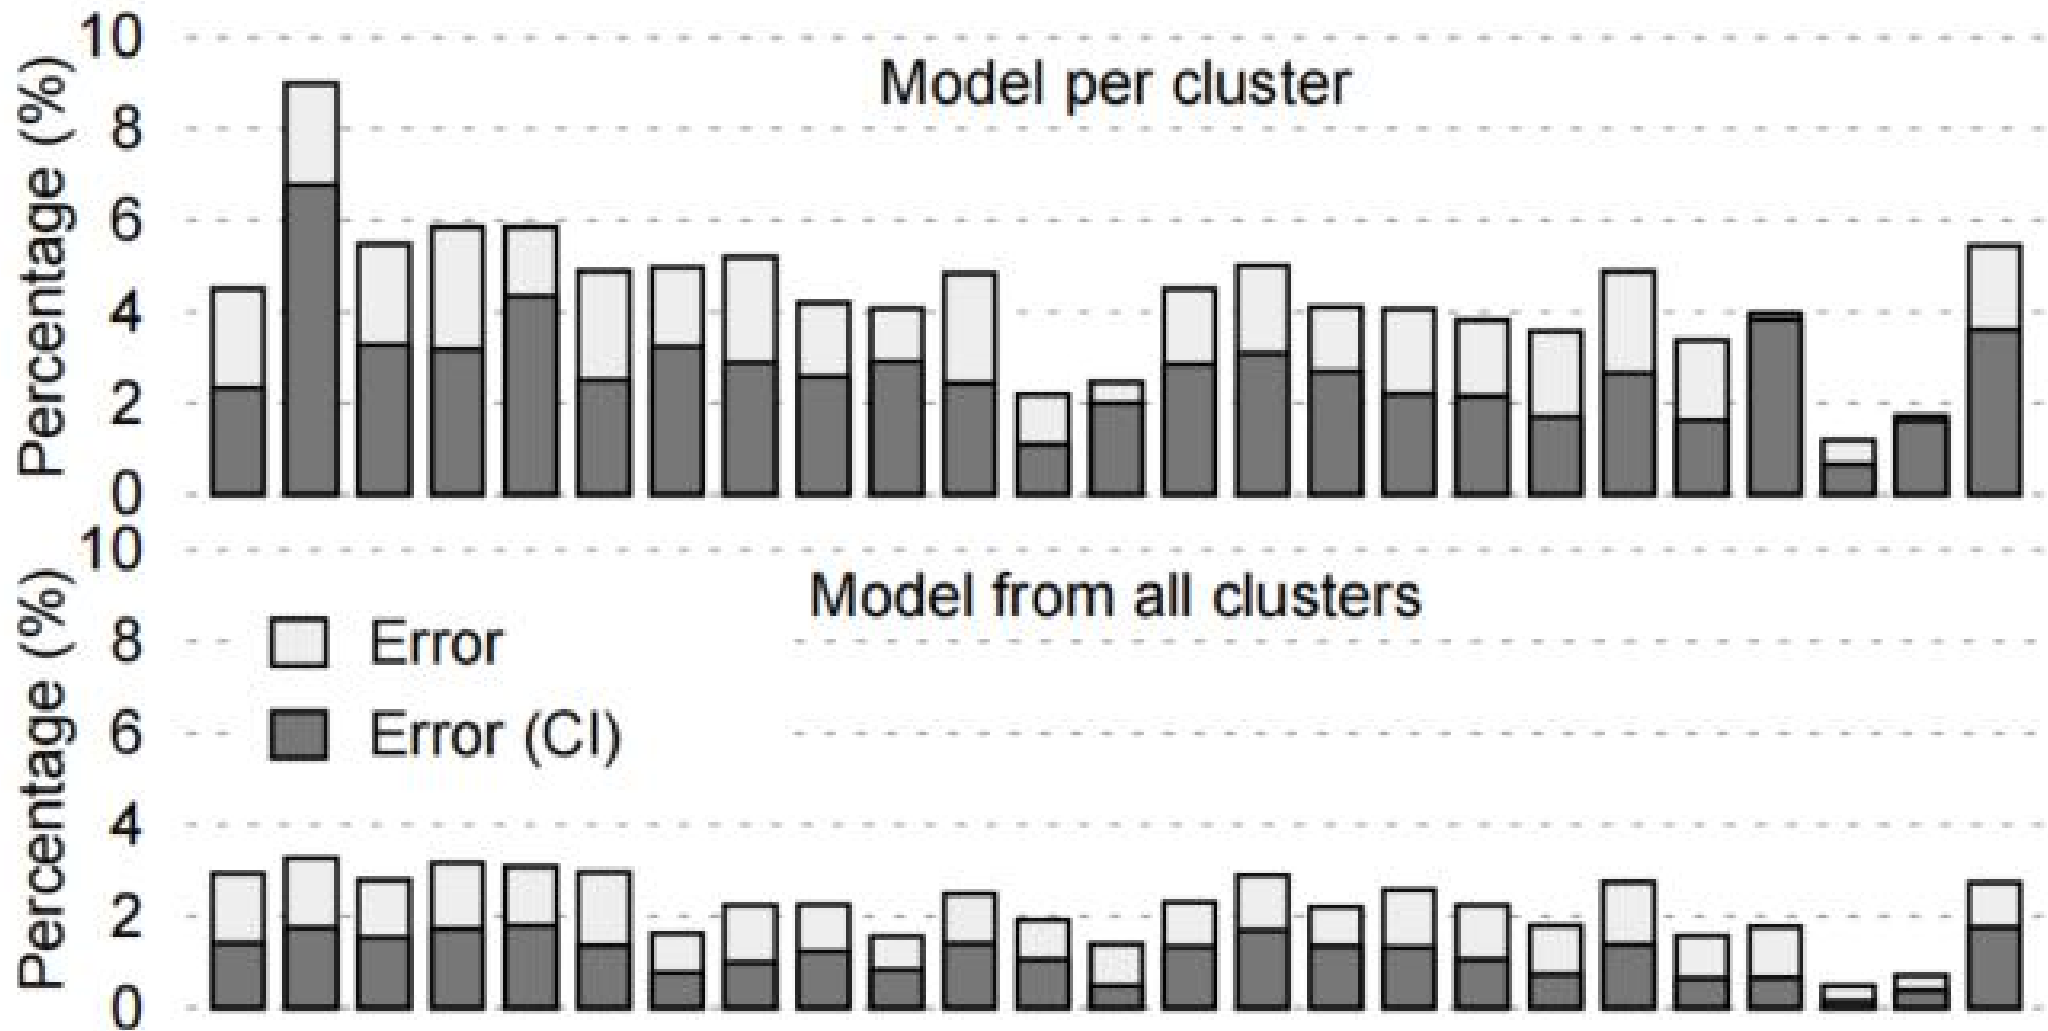 Percentage (%)
10
8
6
4
2
0
Model per cluster
Percentage (%)
10
8
6
4
2
0
Model from all clusters
Error
Error (CI)